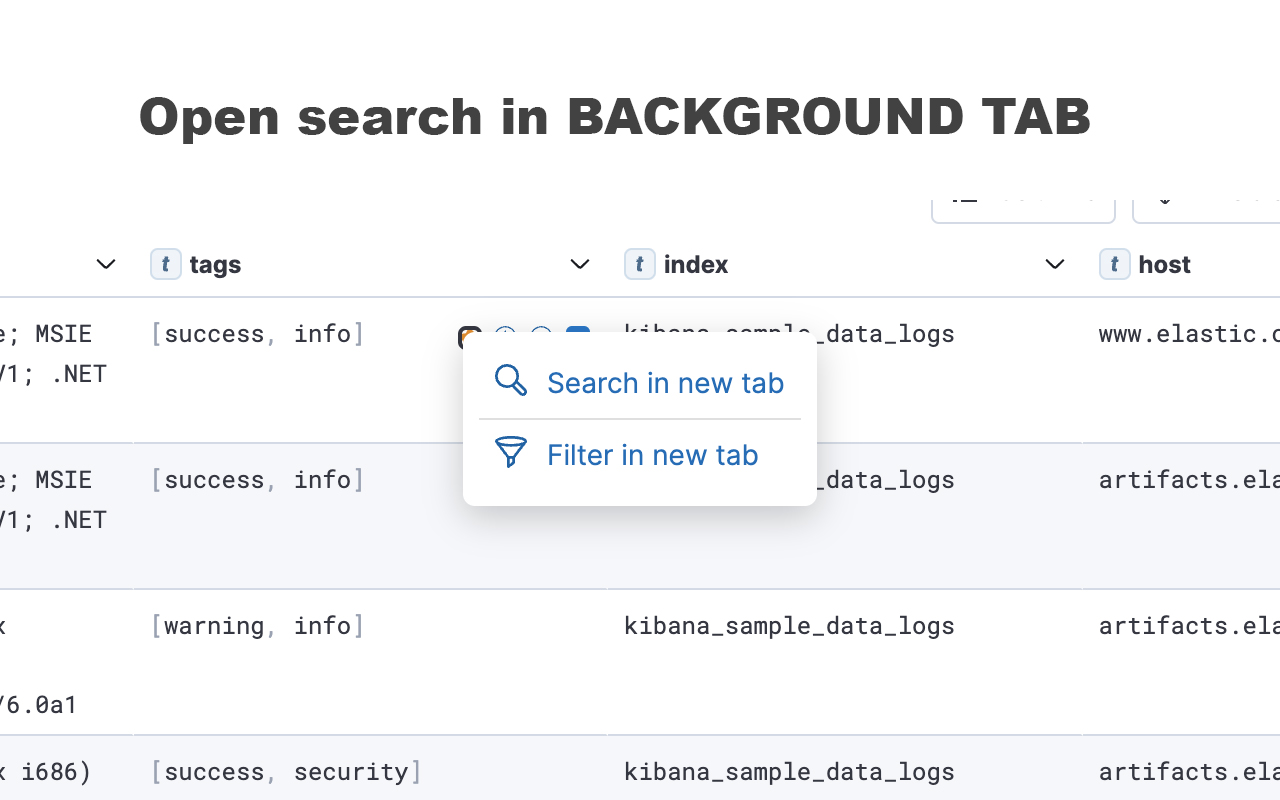 Open search in BACKGROUND TAB
t tags t index t host
e; MSIE [success, info] kibana_sample_data_logs www.elastic.c
/1; .NET
Search in new tab
Filter in new tab
e; MSIE [success, info] _data_logs artifacts.ela
/1; .NET
x [warning, info] kibana_sample_data_logs artifacts.ela
/6.0a1
x i686) [success, security] kibana_sample_data_logs artifacts.ela